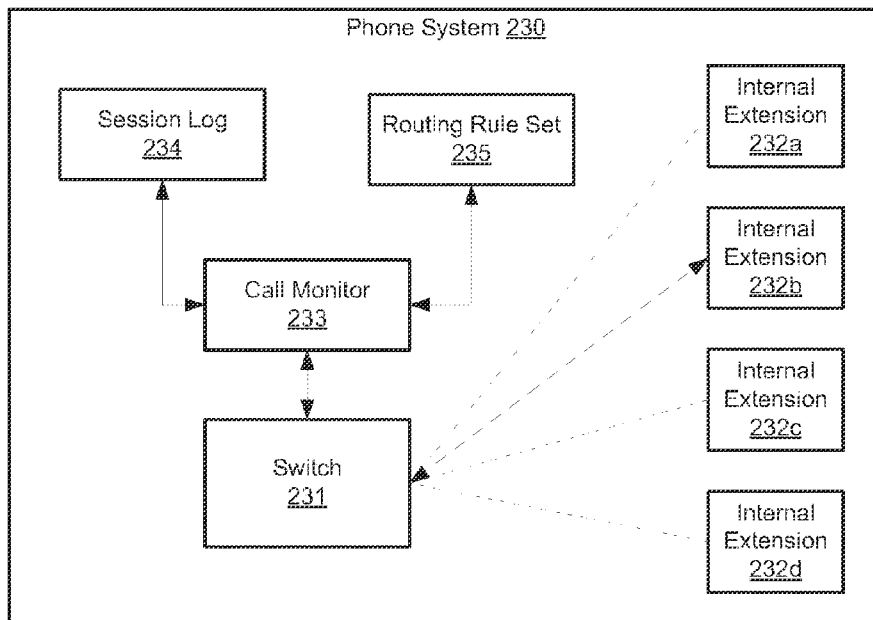 Phone System 230
Session Log
234
Routing Rule Set
235
Call Monitor
233
Switch
231
Internal
Extension
232a
Internal
Extension
232b
Internal
Extension
232c
Internal
Extension
232d